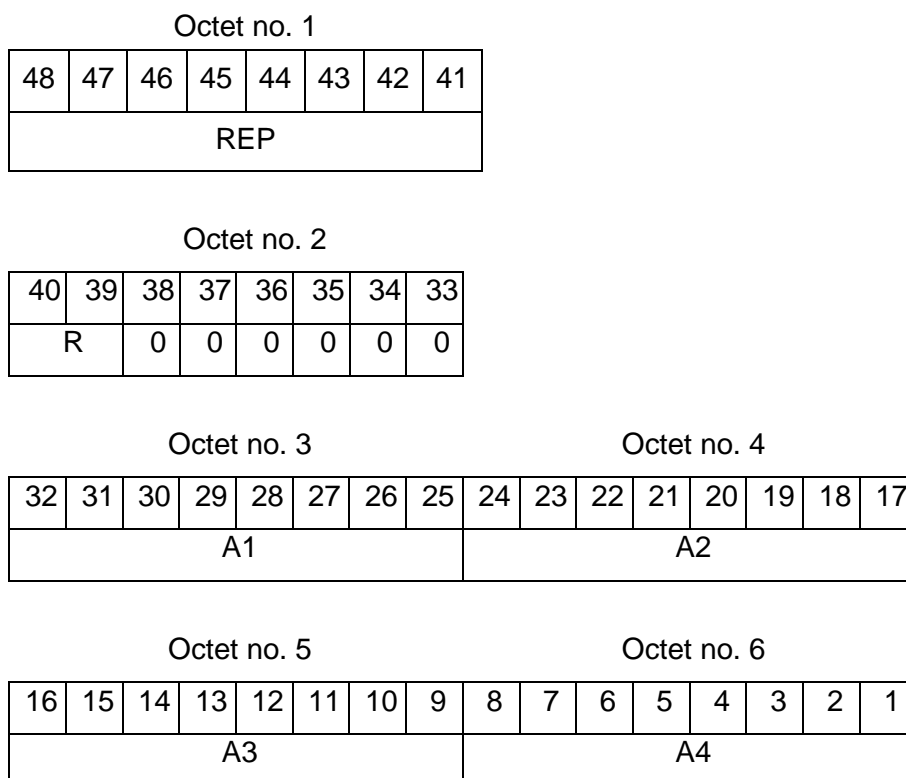 Octet no. 1
48 47 46 45 44 43 42 41
REP
Octet no. 2
40 39 38 37 36 35 34 33
R 0 0 0 0 0 0
Octet no. 3 Octet no. 4
32 31 30 29 28 27 26 25 24 23 22 21 20 19 18 17
A1 A2
Octet no. 5 Octet no. 6
16 15 14 13 12 11 10 9 8 7 6 5 4 3 2 1
A3 A4